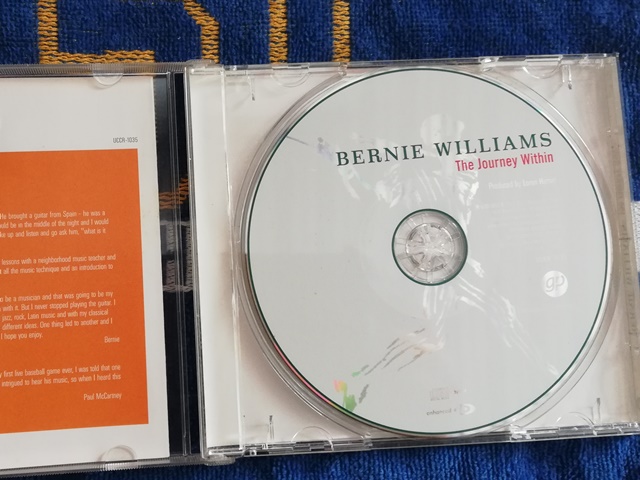 UCCR-1035
He brought a guitar from Spain - he was a
ould be in the middle of the night and I would
ke up and listen and go ask him, "what is it
lessons with a neighborhood music teacher and
t all the music technique and an introduction to
to be a musician and that was going to be my
with it. But I never stopped playing the guitar. I
jazz, rock, Latin music and with my classical
different ideas. One thing led to another and I
I hope you enjoy.
Bernie
y first live baseball game ever, I was told that one
intrigued to hear his music, so when I heard this
Paul McCartney
BERNIE WILLIAMS
The Journey Within
Produced by
gp